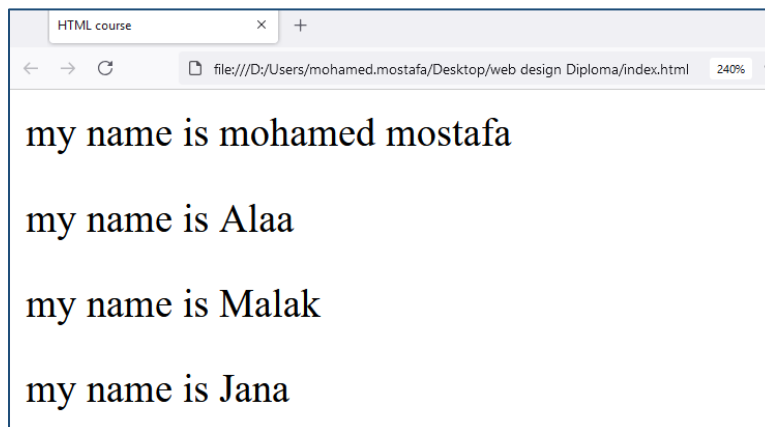 HTML course
file:///D:/Users/mohamed.mostafa/Desktop/web design Diploma/index.html 240%
my name is mohamed mostafa
my name is Alaa
my name is Malak
my name is Jana